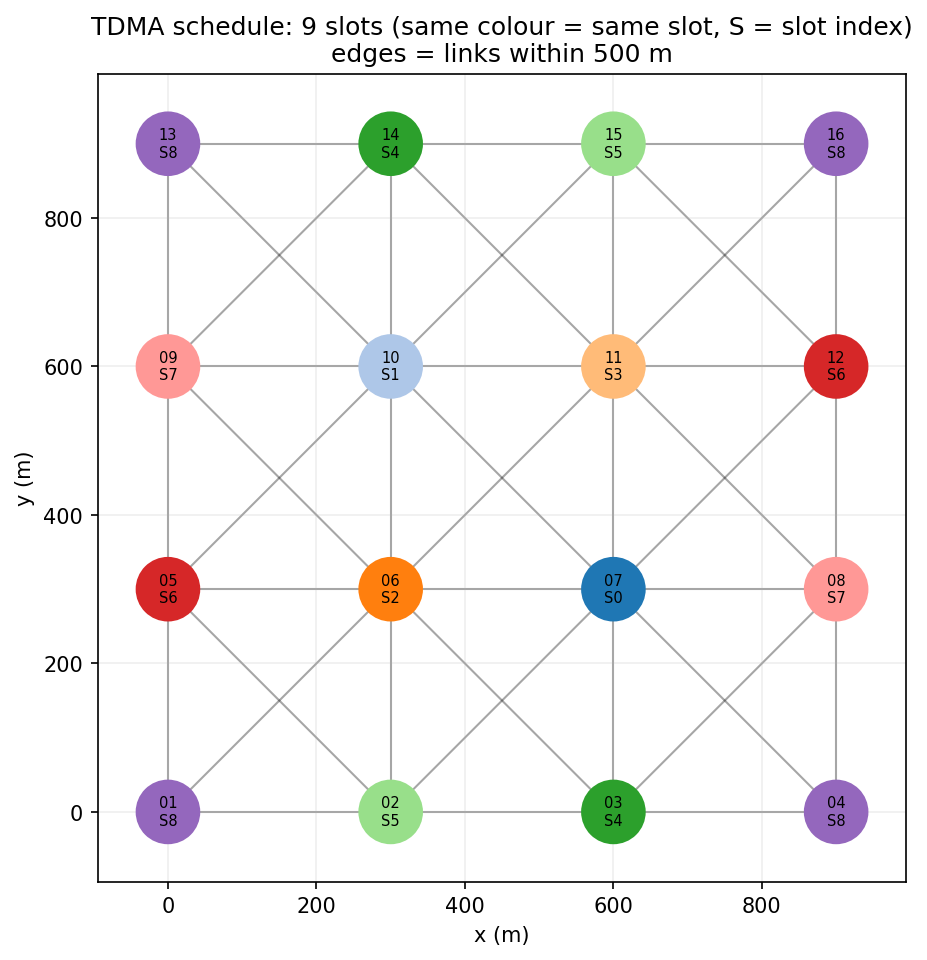 TDMA schedule: 9 slots (same colour = same slot, S = slot index)
edges = links within 500 m
13
S8
14
S4
15
S5
16
S8
09
S7
10
S1
11
S3
12
S6
05
S6
06
S2
07
S0
08
S7
01
S8
02
S5
03
S4
04
S8
800
600
400
200
0
y (m)
0
200
400
600
800
x (m)